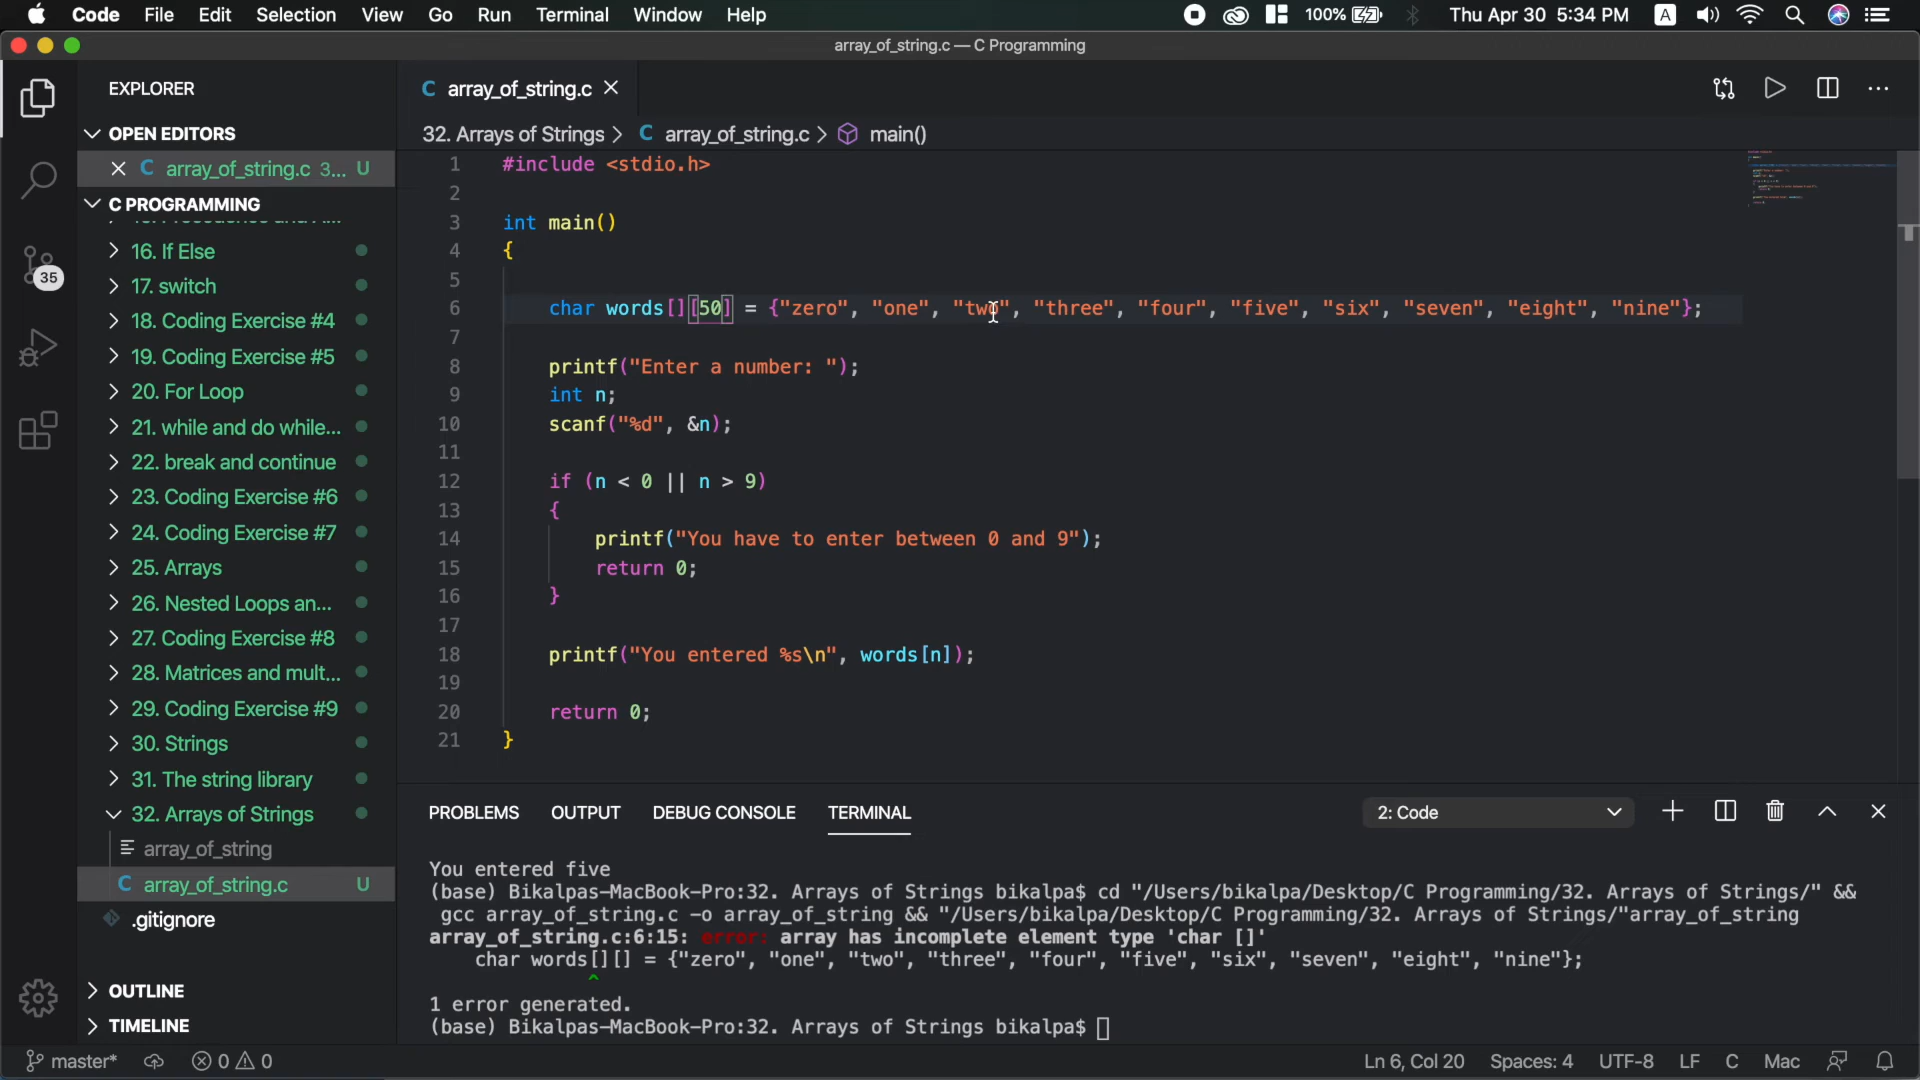 Code File Edit Selection View Go Run Terminal Window Help 100% Thu Apr 30 5:34 PM A
array_of_string.c — C Programming
EXPLORER
OPEN EDITORS
array_of_string.c 3... U
C PROGRAMMING
16. If Else
17. switch
18. Coding Exercise #4
19. Coding Exercise #5
20. For Loop
21. while and do while...
22. break and continue
23. Coding Exercise #6
24. Coding Exercise #7
25. Arrays
26. Nested Loops an...
27. Coding Exercise #8
28. Matrices and mult...
29. Coding Exercise #9
30. Strings
31. The string library
32. Arrays of Strings
array_of_string
C array_of_string.c U
.gitignore
OUTLINE
TIMELINE
35
C array_of_string.c
32. Arrays of Strings > C array_of_string.c > main()
1 #include <stdio.h>
2
3 int main()
4 {
5
6 char words[][50] = {"zero", "one", "two", "three", "four", "five", "six", "seven", "eight", "nine"};
7
8 printf("Enter a number: ");
9 int n;
10 scanf("%d", &n);
11
12 if (n < 0 || n > 9)
13 {
14 printf("You have to enter between 0 and 9");
15 return 0;
16 }
17
18 printf("You entered %s\n", words[n]);
19
20 return 0;
21 }
PROBLEMS OUTPUT DEBUG CONSOLE TERMINAL 2: Code
You entered five
(base) Bikalpas-MacBook-Pro:32. Arrays of Strings bikalpa$ cd "/Users/bikalpa/Desktop/C Programming/32. Arrays of Strings/" &&
gcc array_of_string.c -o array_of_string && "/Users/bikalpa/Desktop/C Programming/32. Arrays of Strings/"array_of_string
array_of_string.c:6:15: error: array has incomplete element type 'char []'
char words[][] = {"zero", "one", "two", "three", "four", "five", "six", "seven", "eight", "nine"};
^
1 error generated.
(base) Bikalpas-MacBook-Pro:32. Arrays of Strings bikalpa$
master* 0 0 Ln 6, Col 20 Spaces: 4 UTF-8 LF C Mac